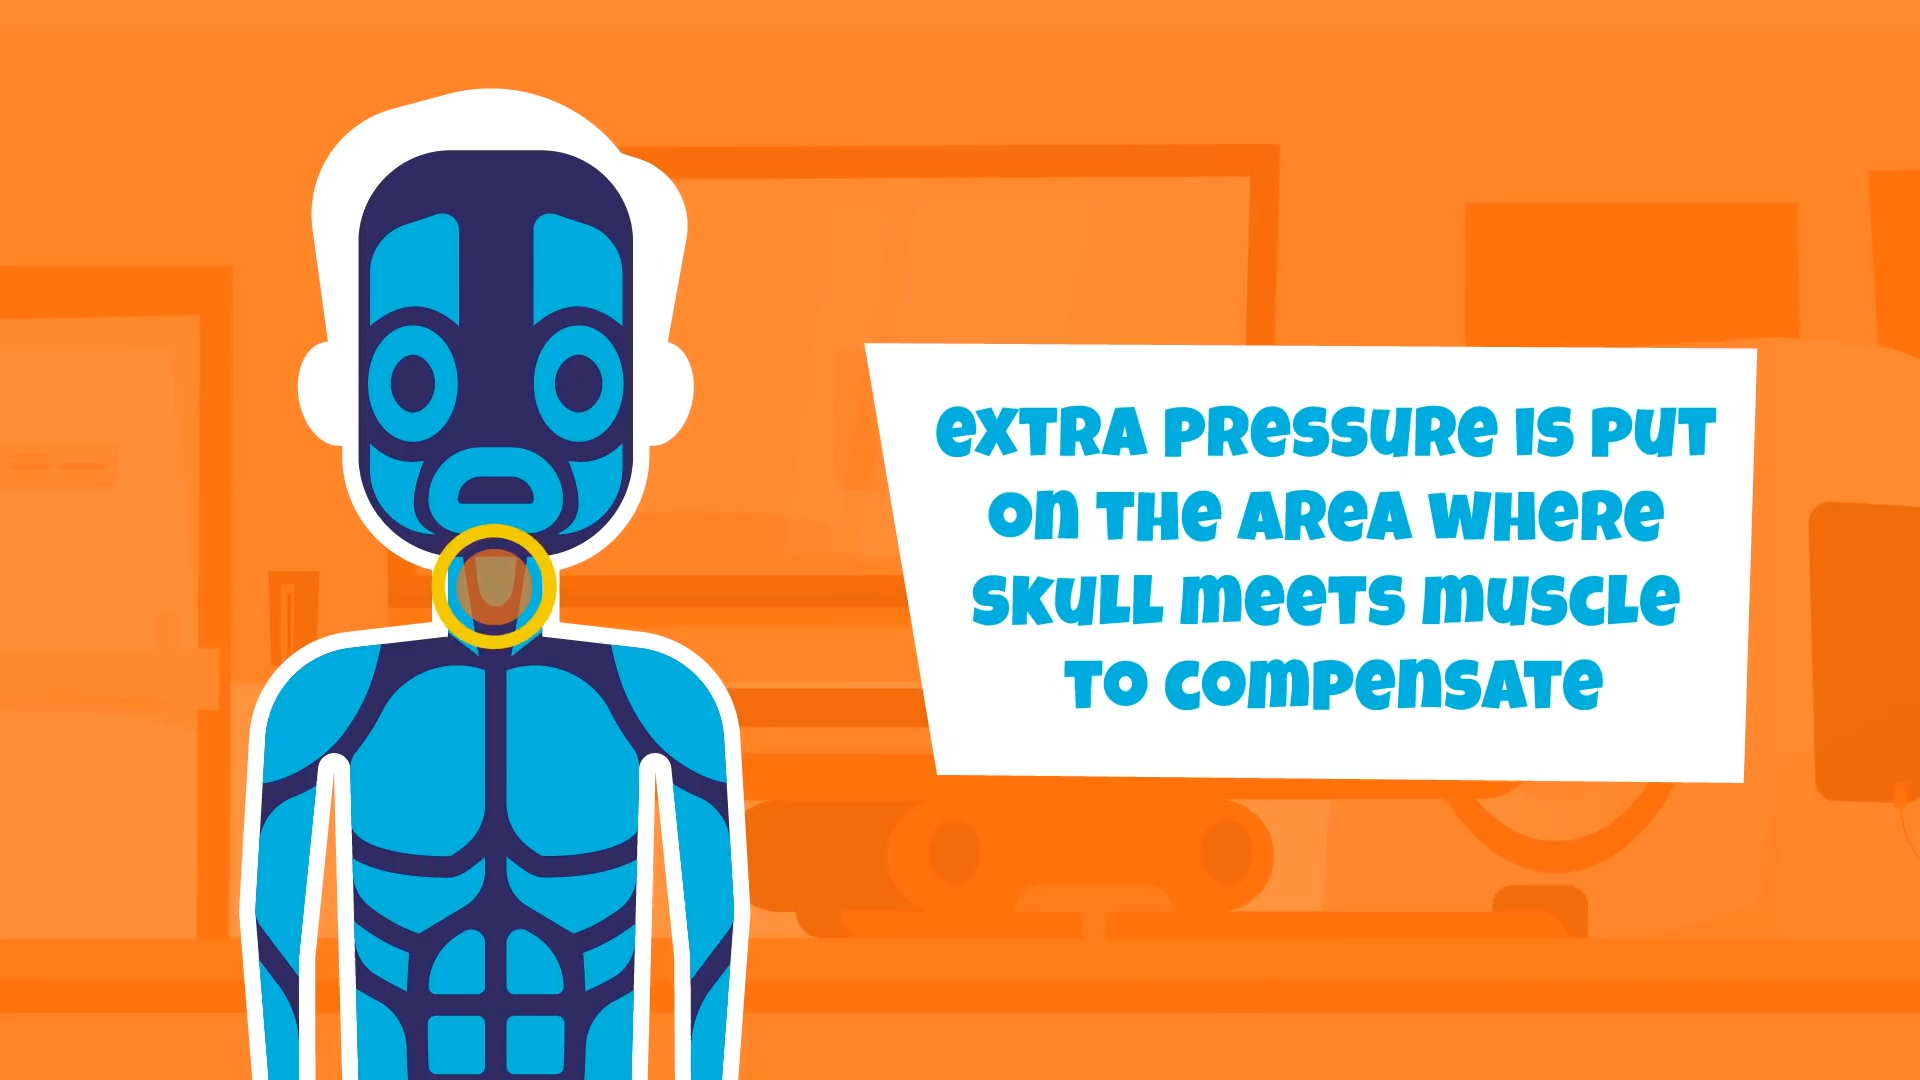 extra pressure is put
on the area where
skull meets muscle
to compensate